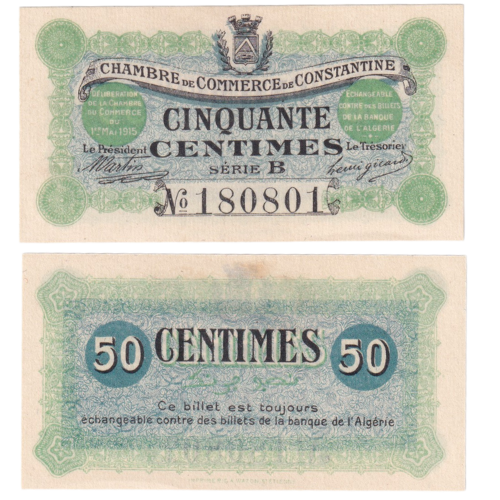 CHAMBRE DE COMMERCE DE CONSTANTINE
DÉLIBÉRATION
DE LA CHAMBRE
DE COMMERCE
DU
1er MAI 1915
ÉCHANGEABLE
CONTRE DES BILLETS
DE LA BANQUE
DE L'ALGÉRIE
CINQUANTE
CENTIMES
Le Président
Le Trésorier
SÉRIE B
No 180801
50 CENTIMES 50
Ce billet est toujours
échangeable contre des billets de la banque de l'Algérie